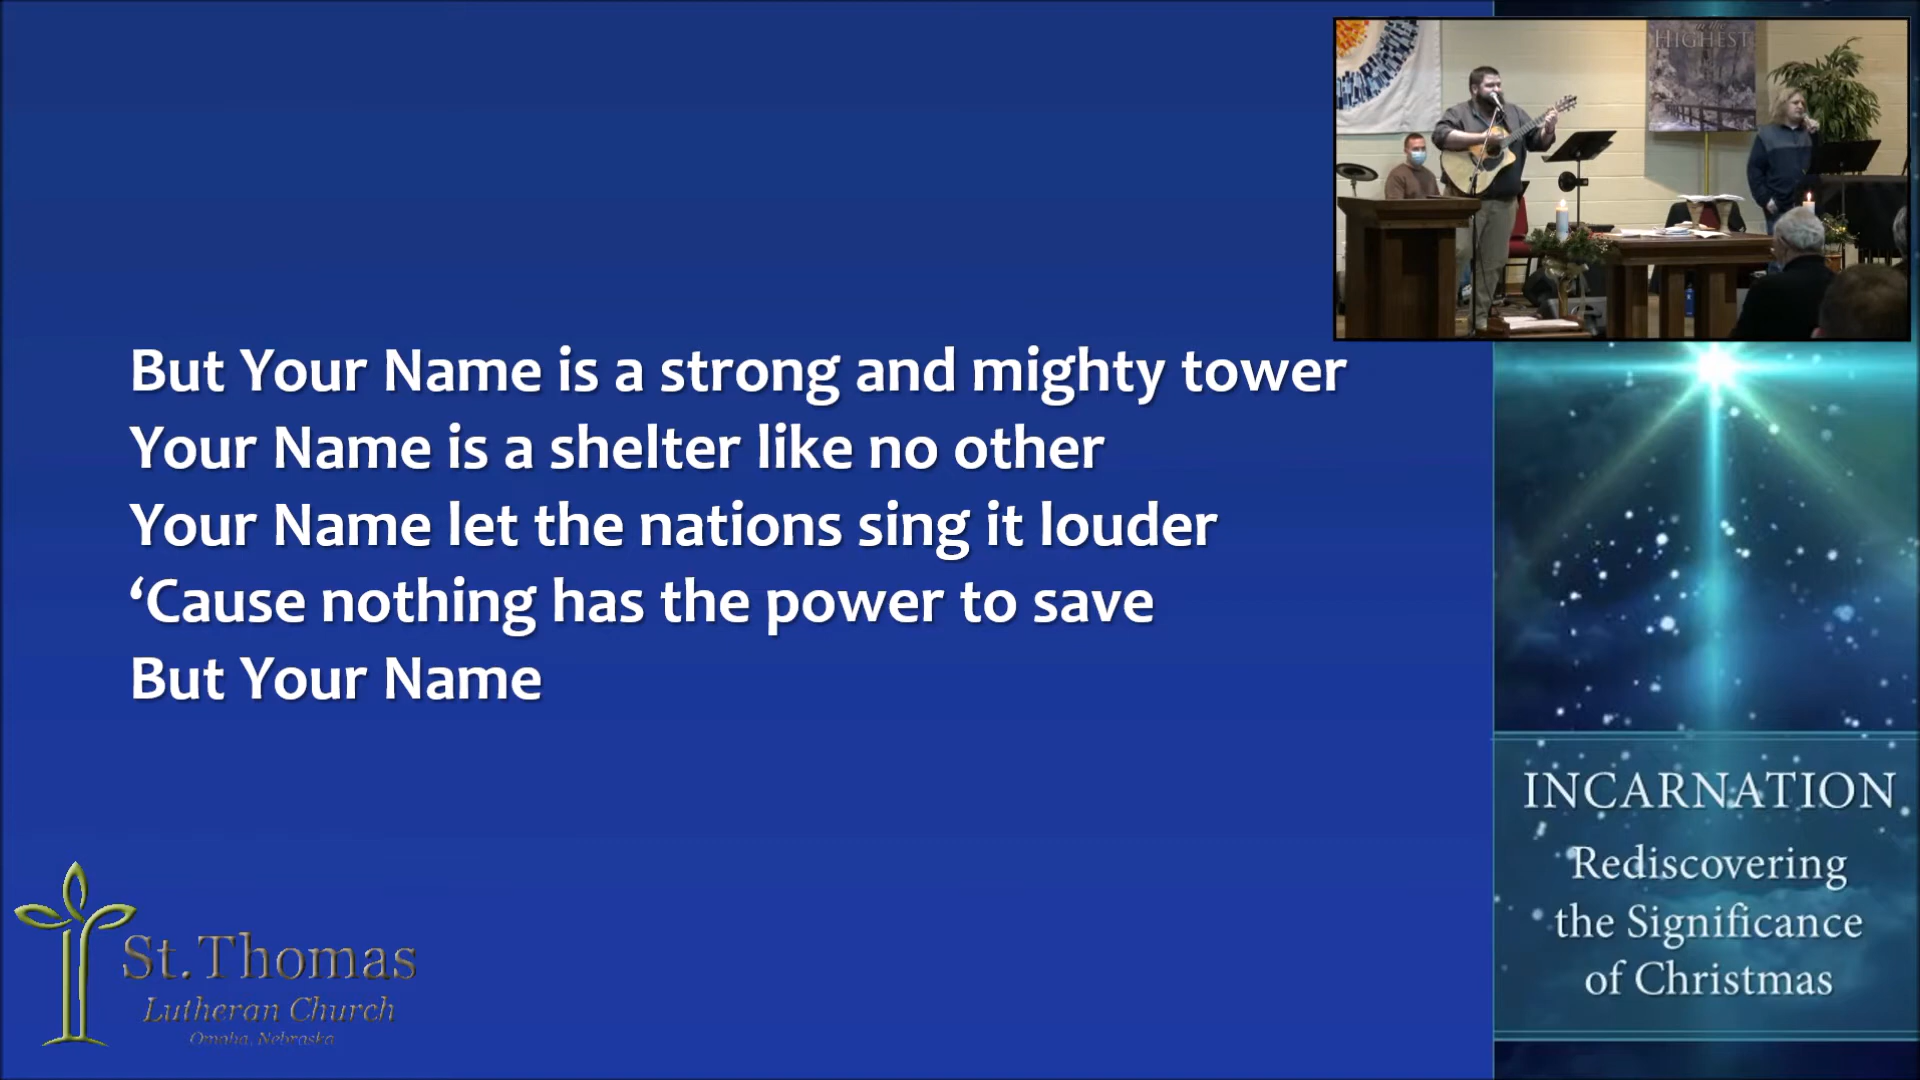 But Your Name is a strong and mighty tower
Your Name is a shelter like no other
Your Name let the nations sing it louder
‘Cause nothing has the power to save
But Your Name
in the
HIGHEST
INCARNATION
Rediscovering
the Significance
of Christmas
St. Thomas
Lutheran Church
Omaha, Nebraska